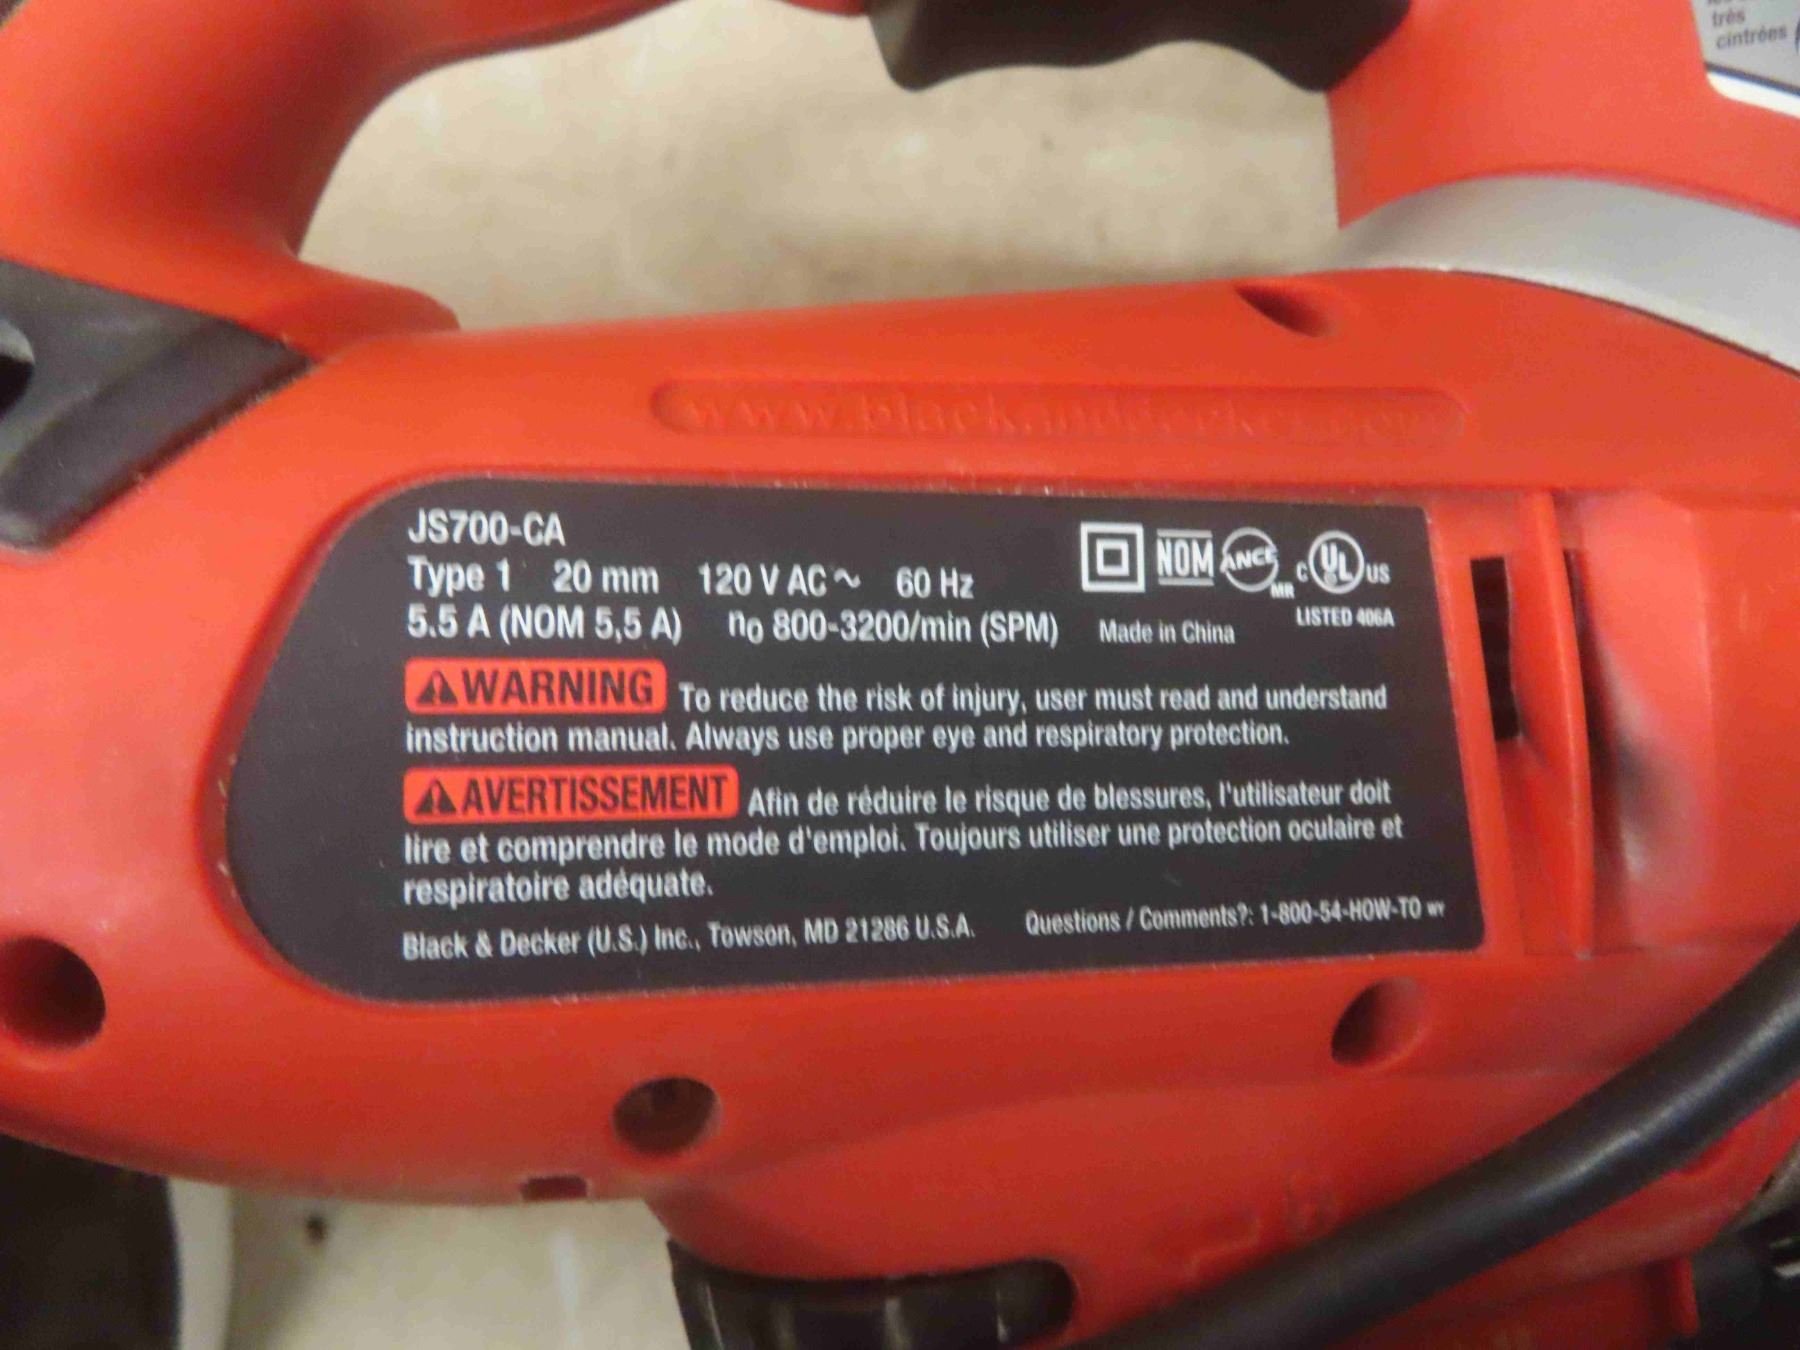 très
cintrées
www.blackanddecker.com
JS700-CA
Type 1 20 mm 120 V AC ~ 60 Hz
5.5 A (NOM 5,5 A) n0 800-3200/min (SPM)
NOM ANCE MR C UL US
LISTED 406A
Made in China
WARNING To reduce the risk of injury, user must read and understand
instruction manual. Always use proper eye and respiratory protection.
AVERTISSEMENT Afin de réduire le risque de blessures, l'utilisateur doit
lire et comprendre le mode d'emploi. Toujours utiliser une protection oculaire et
respiratoire adéquate.
Black & Decker (U.S.) Inc., Towson, MD 21286 U.S.A. Questions / Comments?: 1-800-54-HOW-TO